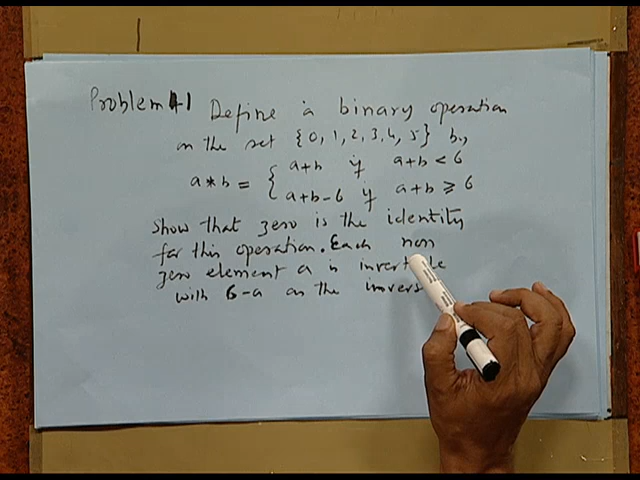 Problem 11 Define a binary operation
on the set {0, 1, 2, 3, 4, 5} by
a * b = { a+b if a+b < 6
a+b-6 if a+b ≥ 6
Show that zero is the identity
for this operation. Each non
zero element a is invertible
with 6-a as the inverse